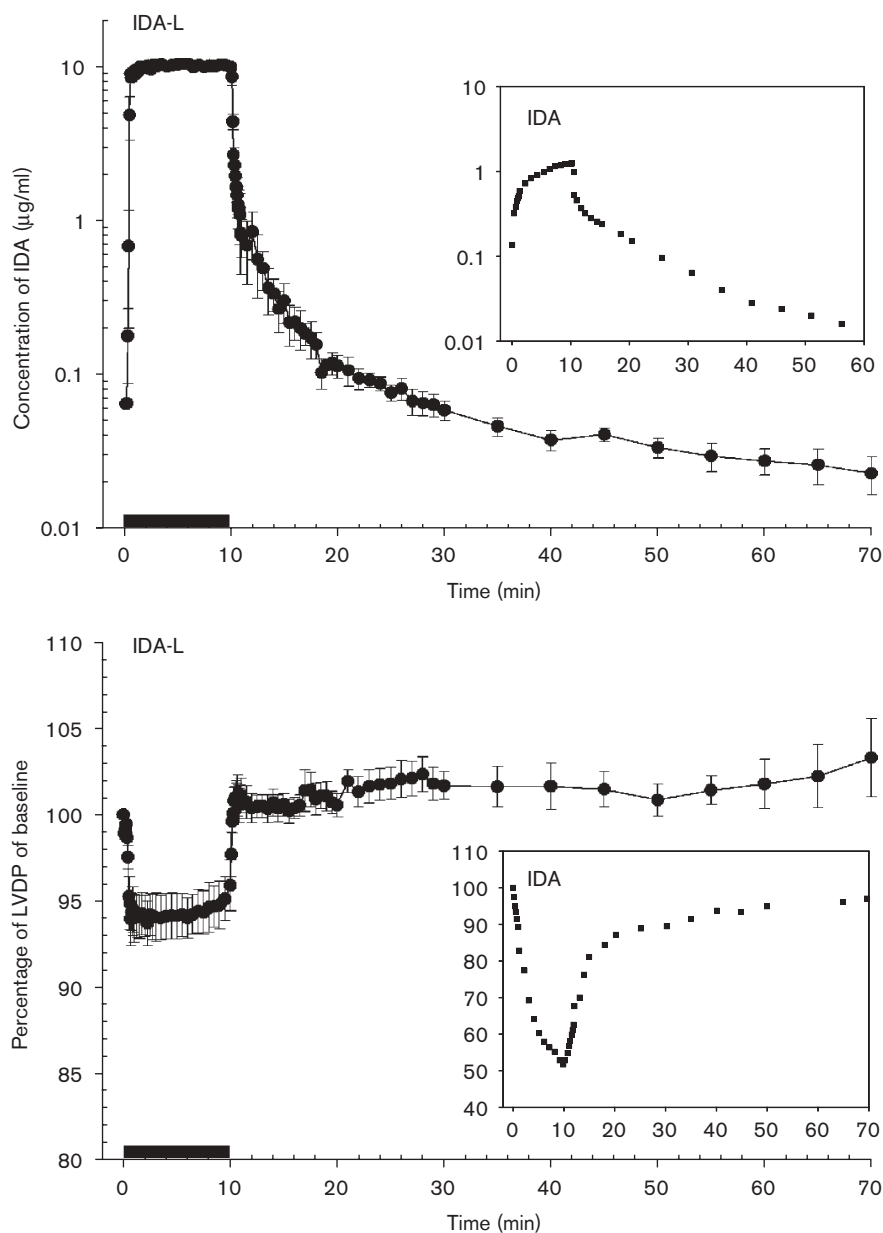 IDA-L
10
1
0.1
0.01
Concentration of IDA (µg/ml)
0 10 20 30 40 50 60 70
Time (min)
IDA
10
1
0.1
0.01
0 10 20 30 40 50 60
IDA-L
110
105
100
95
90
85
80
Percentage of LVDP of baseline
0 10 20 30 40 50 60 70
Time (min)
IDA
110
100
90
80
70
60
50
40
0 10 20 30 40 50 60 70